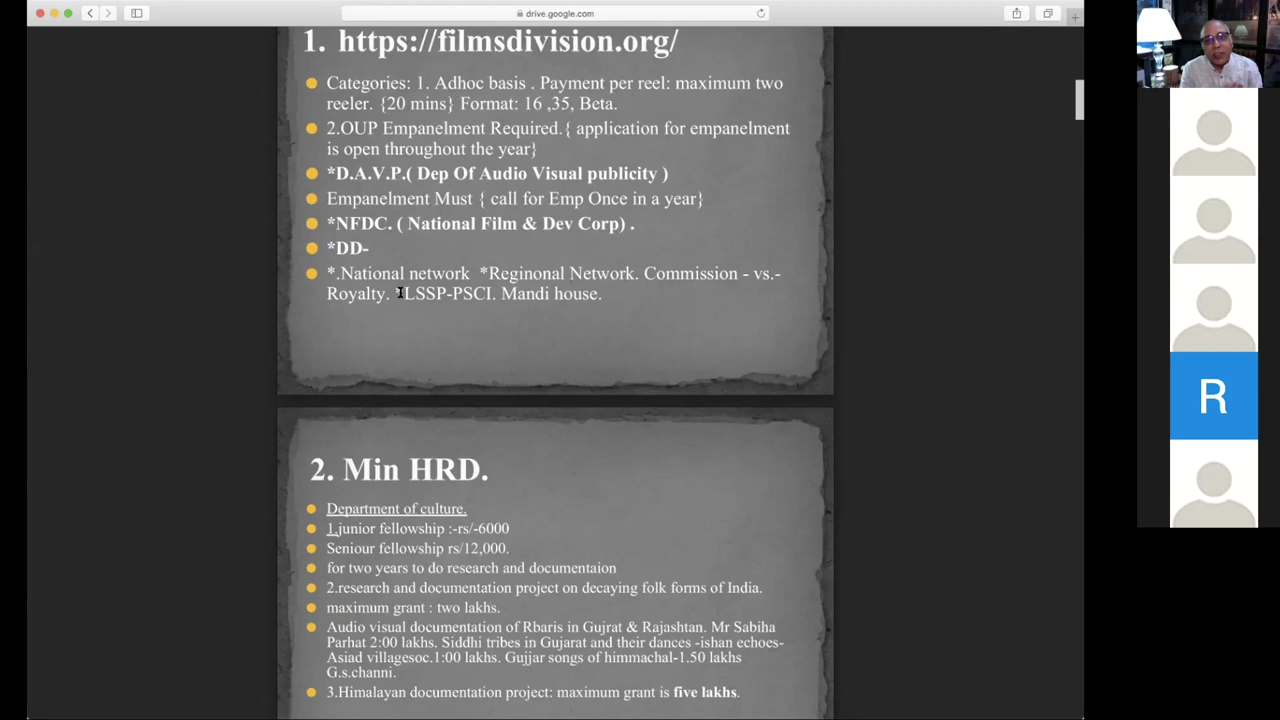 drive.google.com
1. https://filmsdivision.org/
Categories: 1. Adhoc basis . Payment per reel: maximum two
reeler. {20 mins} Format: 16 ,35, Beta.
2.OUP Empanelment Required.{ application for empanelment
is open throughout the year}
*D.A.V.P.( Dep Of Audio Visual publicity )
Empanelment Must { call for Emp Once in a year}
*NFDC. ( National Film & Dev Corp) .
*DD-
*.National network *Reginonal Network. Commission - vs.-
Royalty. *LSSP-PSCI. Mandi house.
2. Min HRD.
Department of culture.
1.junior fellowship :-rs/-6000
Seniour fellowship rs/12,000.
for two years to do research and documentaion
2.research and documentation project on decaying folk forms of India.
maximum grant : two lakhs.
Audio visual documentation of Rbaris in Gujrat & Rajashtan. Mr Sabiha
Parhat 2:00 lakhs. Siddhi tribes in Gujarat and their dances -ishan echoes-
Asiad villagesoc.1:00 lakhs. Gujjar songs of himmachal-1.50 lakhs
G.s.channi.
3.Himalayan documentation project: maximum grant is five lakhs.
R